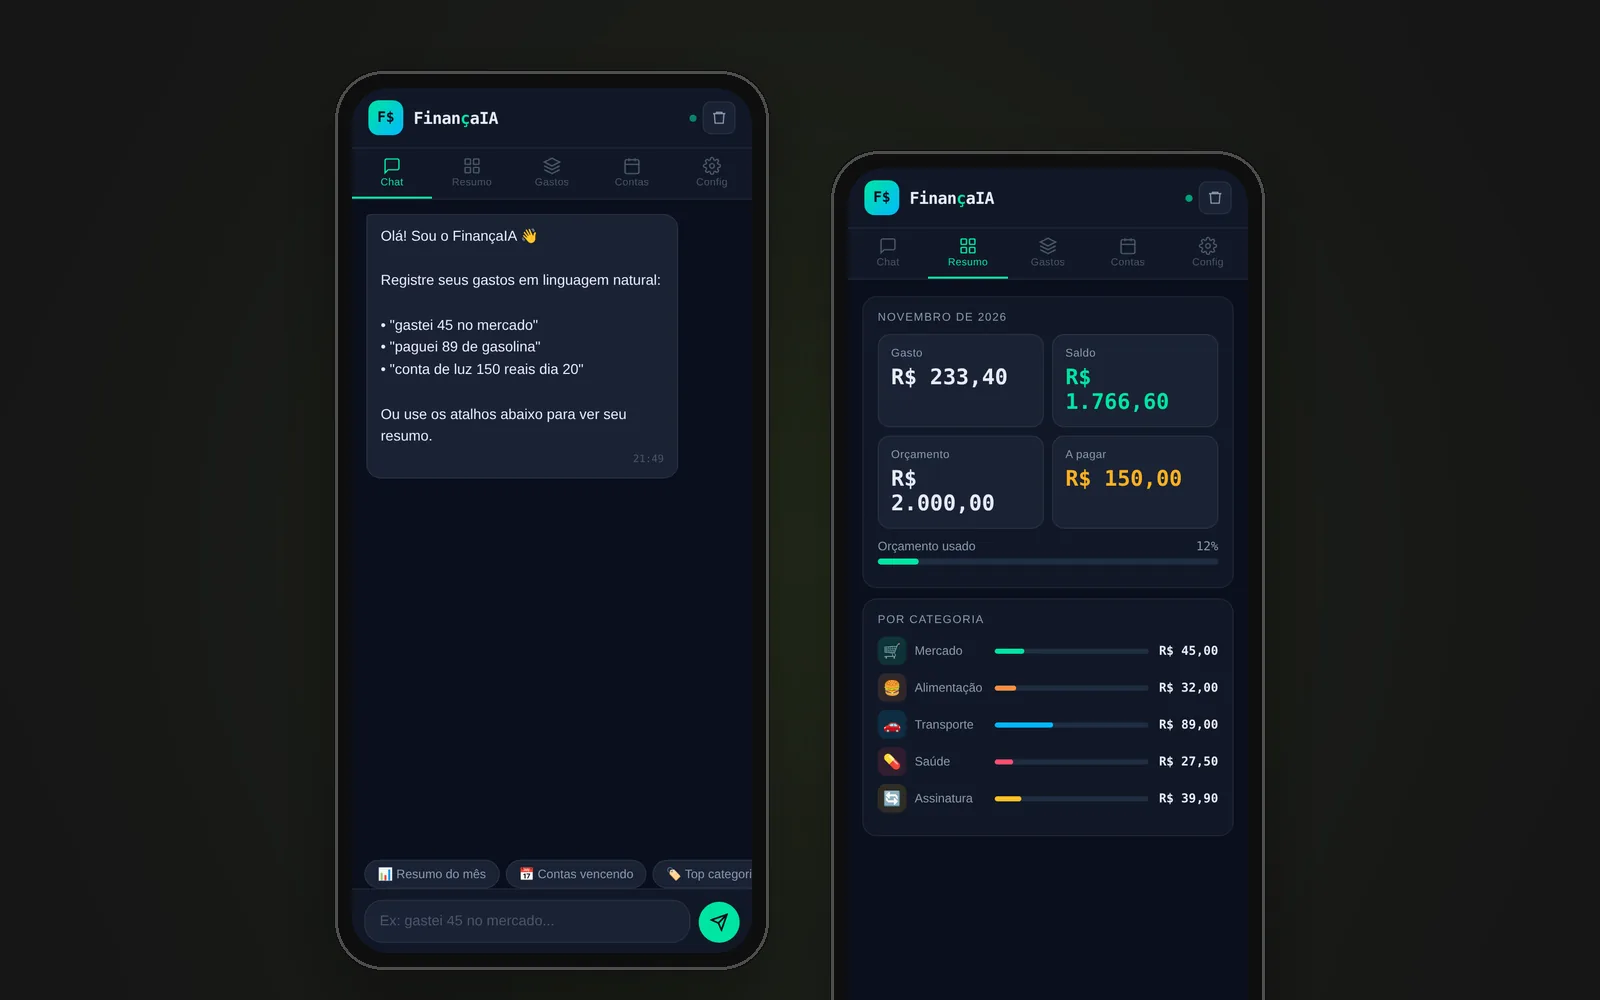 F$ FinançaIA
Chat Resumo Gastos Contas Config
Olá! Sou o FinançaIA 👋
Registre seus gastos em linguagem natural:
• "gastei 45 no mercado"
• "paguei 89 de gasolina"
• "conta de luz 150 reais dia 20"
Ou use os atalhos abaixo para ver seu
resumo.
21:49
📊 Resumo do mês 📅 Contas vencendo 🏷️ Top categori
Ex: gastei 45 no mercado...
F$ FinançaIA
Chat Resumo Gastos Contas Config
NOVEMBRO DE 2026
Gasto
R$ 233,40
Saldo
R$
1.766,60
Orçamento
R$
2.000,00
A pagar
R$ 150,00
Orçamento usado 12%
POR CATEGORIA
Mercado R$ 45,00
Alimentação R$ 32,00
Transporte R$ 89,00
Saúde R$ 27,50
Assinatura R$ 39,90